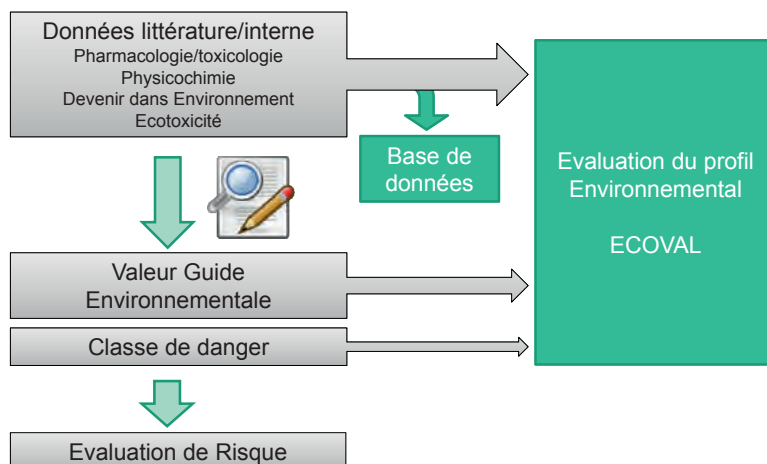 Données littérature/interne
Pharmacologie/toxicologie
Physicochimie
Devenir dans Environnement
Ecotoxicité
Base de
données
Evaluation du profil
Environnemental
ECOVAL
Valeur Guide
Environnementale
Classe de danger
Evaluation de Risque